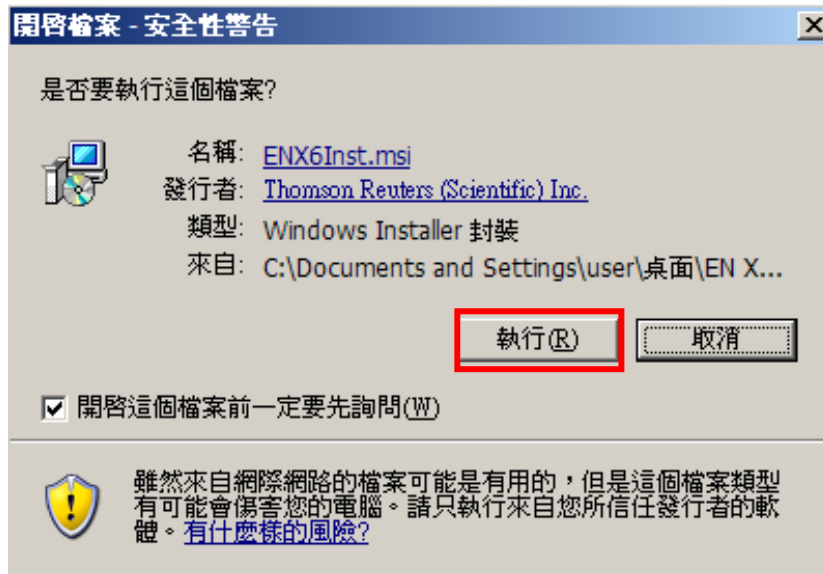 開啓檔案 - 安全性警告
是否要執行這個檔案?
名稱: ENX6Inst.msi
發行者: Thomson Reuters (Scientific) Inc.
類型: Windows Installer 封裝
來自: C:\Documents and Settings\user\桌面\EN X...
執行(R) 取消
開啓這個檔案前一定要先詢問(W)
雖然來自網際網路的檔案可能是有用的，但是這個檔案類型
有可能會傷害您的電腦。請只執行來自您所信任發行者的軟
體。有什麼樣的風險?